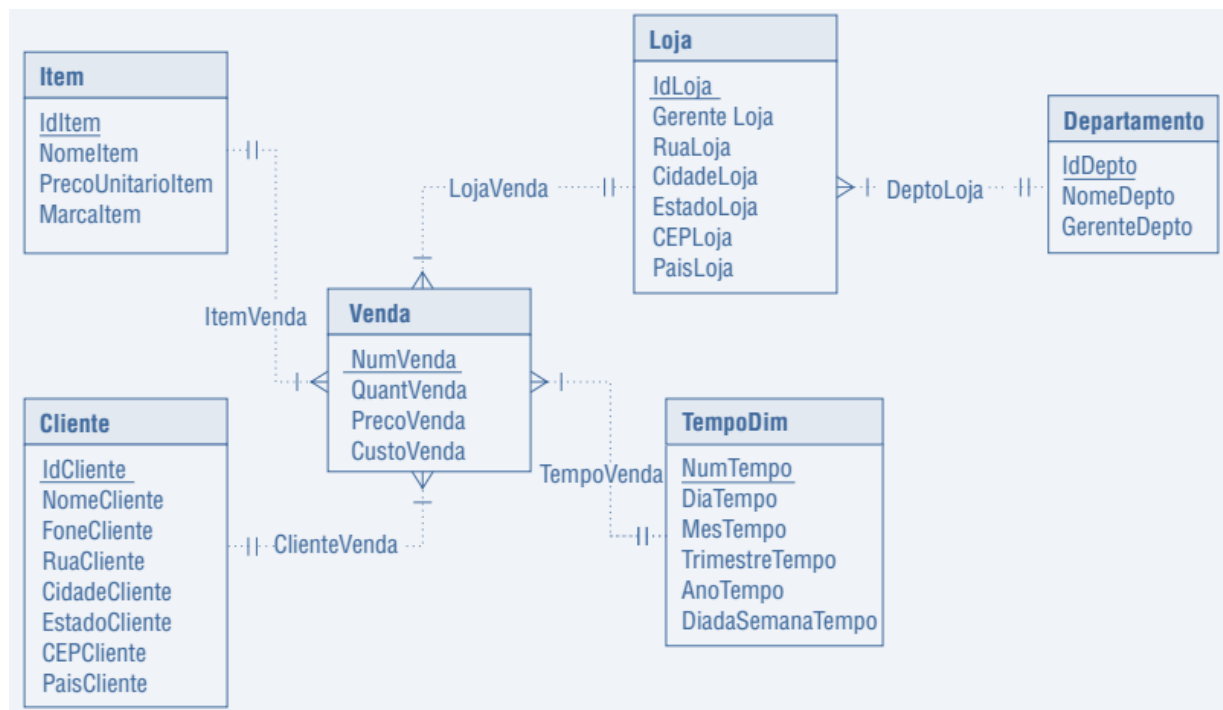 Item
IdItem
NomeItem
PrecoUnitarioItem
MarcaItem
Loja
IdLoja
Gerente Loja
RuaLoja
CidadeLoja
EstadoLoja
CEPLoja
PaisLoja
Departamento
IdDepto
NomeDepto
GerenteDepto
LojaVenda
DeptoLoja
ItemVenda
Venda
NumVenda
QuantVenda
PrecoVenda
CustoVenda
Cliente
IdCliente
NomeCliente
FoneCliente
RuaCliente
CidadeCliente
EstadoCliente
CEPCliente
PaisCliente
ClienteVenda
TempoVenda
TempoDim
NumTempo
DiaTempo
MesTempo
TrimestreTempo
AnoTempo
DiadaSemanaTempo